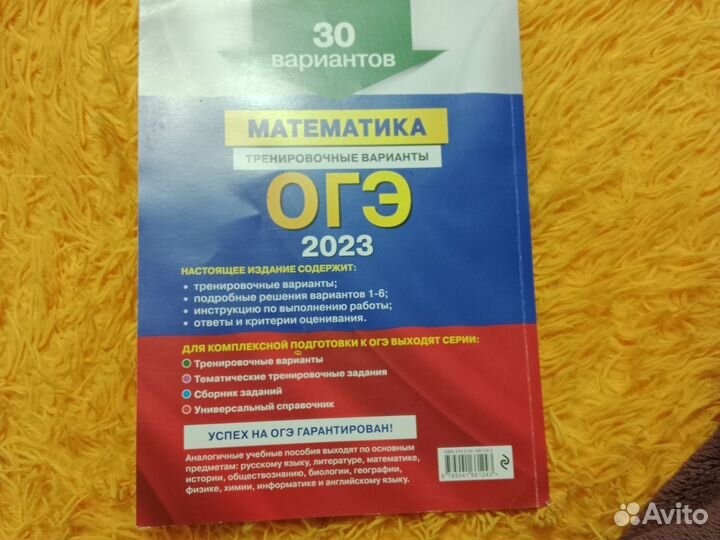 30
вариантов
МАТЕМАТИКА
ТРЕНИРОВОЧНЫЕ ВАРИАНТЫ
ОГЭ
2023
НАСТОЯЩЕЕ ИЗДАНИЕ СОДЕРЖИТ:
• тренировочные варианты;
• подробные решения вариантов 1-6;
• инструкцию по выполнению работы;
• ответы и критерии оценивания.
ДЛЯ КОМПЛЕКСНОЙ ПОДГОТОВКИ К ОГЭ ВЫХОДЯТ СЕРИИ:
Тренировочные варианты
Тематические тренировочные задания
Сборник заданий
Универсальный справочник
УСПЕХ НА ОГЭ ГАРАНТИРОВАН!
Аналогичные учебные пособия выходят по основным
предметам: русскому языку, литературе, математике,
истории, обществознанию, биологии, географии,
физике, химии, информатике и английскому языку.
Avito